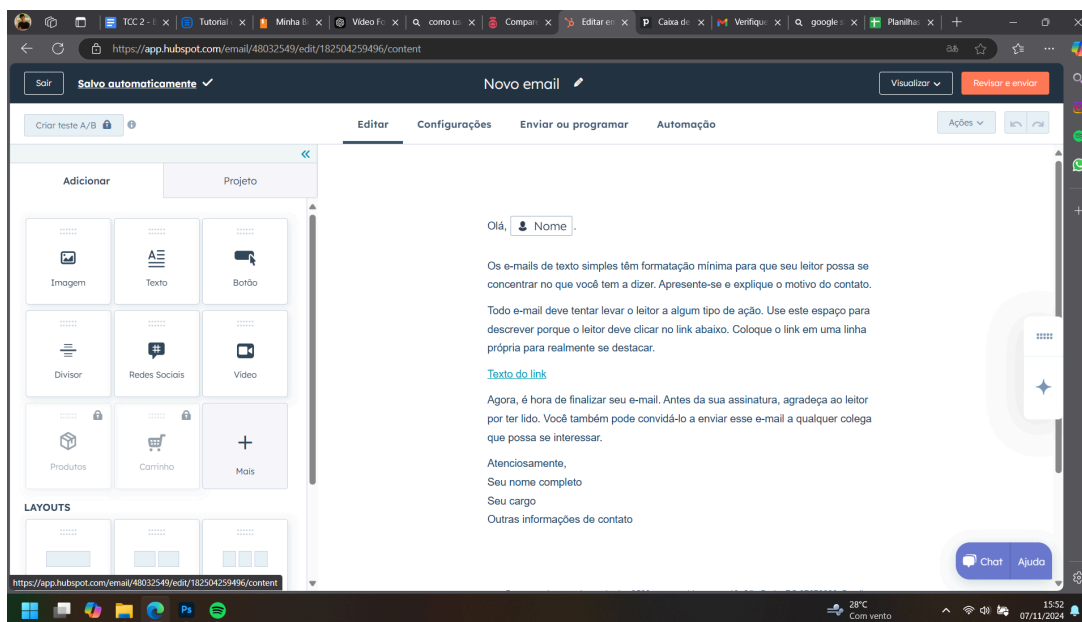 TCC 2 - 
Tutorial
Minha B
Vídeo Fo
como us
Compar
Editar em
Caixa de
Verifique
google s
Planilhas
https://app.hubspot.com/email/48032549/edit/182504259496/content
Sair
Salvo automaticamente
Novo email
Visualizar
Revisar e enviar
Criar teste A/B
Editar
Configurações
Enviar ou programar
Automação
Ações
Adicionar
Projeto
Imagem
Texto
Botão
Divisor
Redes Sociais
Vídeo
Produtos
Carrinho
Mais
LAYOUTS
Olá, Nome .
Os e-mails de texto simples têm formatação mínima para que seu leitor possa se
concentrar no que você tem a dizer. Apresente-se e explique o motivo do contato.
Todo e-mail deve tentar levar o leitor a algum tipo de ação. Use este espaço para
descrever porque o leitor deve clicar no link abaixo. Coloque o link em uma linha
própria para realmente se destacar.
Texto do link
Agora, é hora de finalizar seu e-mail. Antes da sua assinatura, agradeça ao leitor
por ter lido. Você também pode convidá-lo a enviar esse e-mail a qualquer colega
que possa se interessar.
Atenciosamente,
Seu nome completo
Seu cargo
Outras informações de contato
Chat
Ajuda
https://app.hubspot.com/email/48032549/edit/182504259496/content
Ps
28°C
Com vento
15:52
07/11/2024